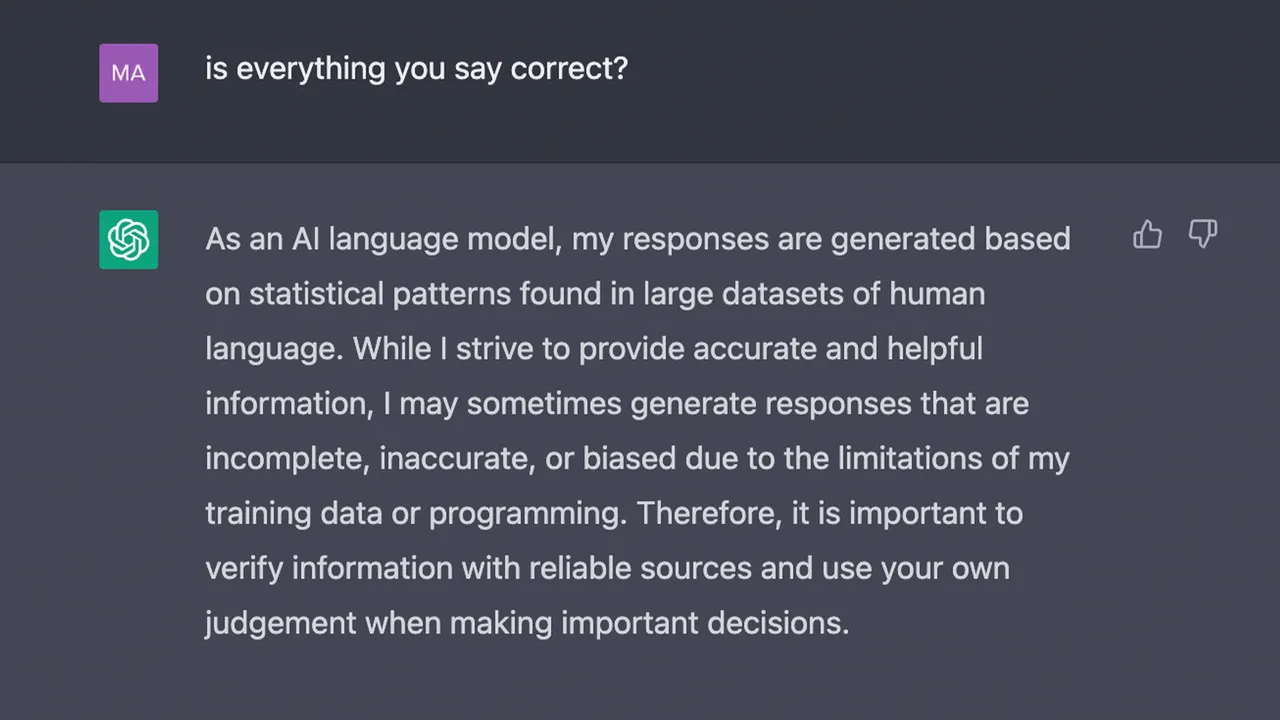 MA
is everything you say correct?
As an AI language model, my responses are generated based
on statistical patterns found in large datasets of human
language. While I strive to provide accurate and helpful
information, I may sometimes generate responses that are
incomplete, inaccurate, or biased due to the limitations of my
training data or programming. Therefore, it is important to
verify information with reliable sources and use your own
judgement when making important decisions.